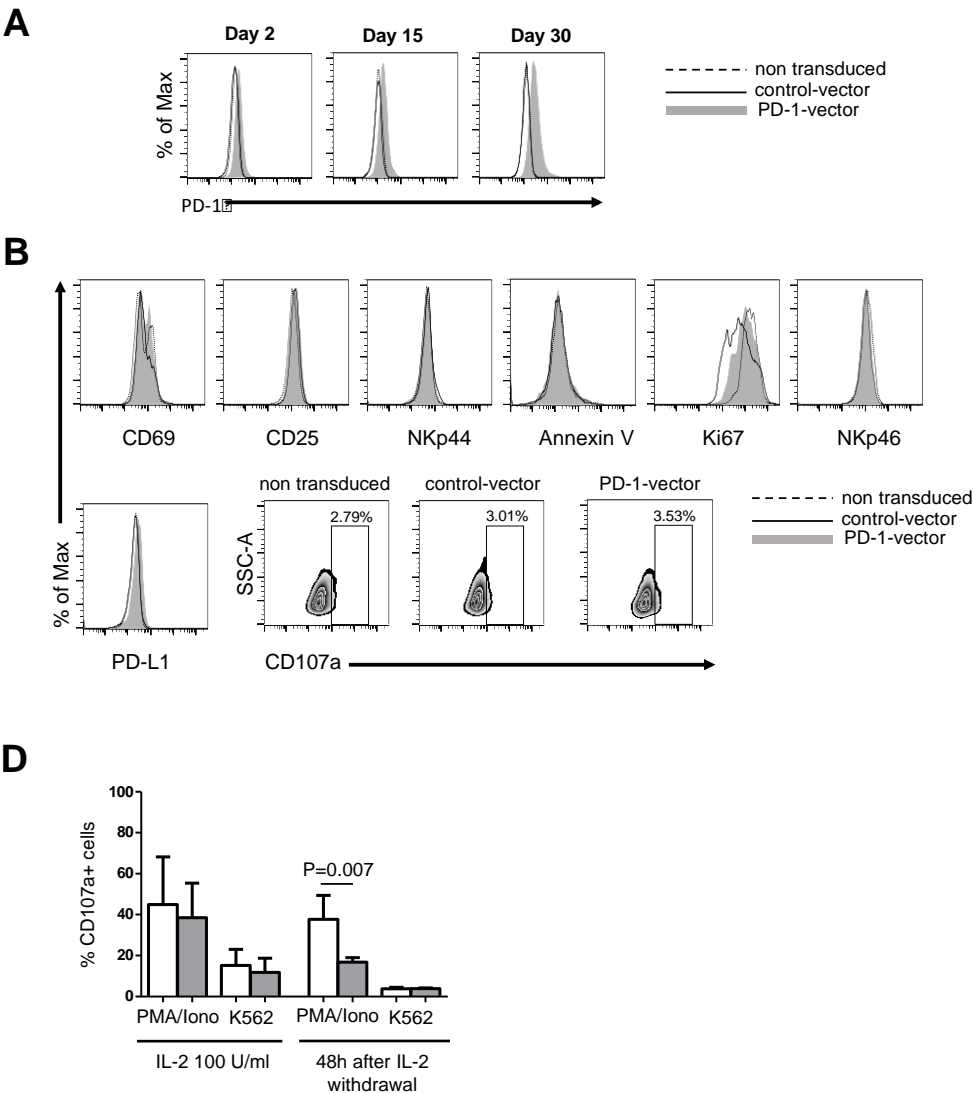 A
Day 2
Day 15
Day 30
% of Max
PD-1
non transduced
control-vector
PD-1-vector
B
CD69
CD25
NKp44
Annexin V
Ki67
NKp46
% of Max
PD-L1
non transduced
control-vector
PD-1-vector
2.79%
3.01%
3.53%
SSC-A
CD107a
non transduced
control-vector
PD-1-vector
D
% CD107a+ cells
100
80
60
40
20
0
P=0.007
PMA/Iono
K562
PMA/Iono
K562
IL-2 100 U/ml
48h after IL-2
withdrawal